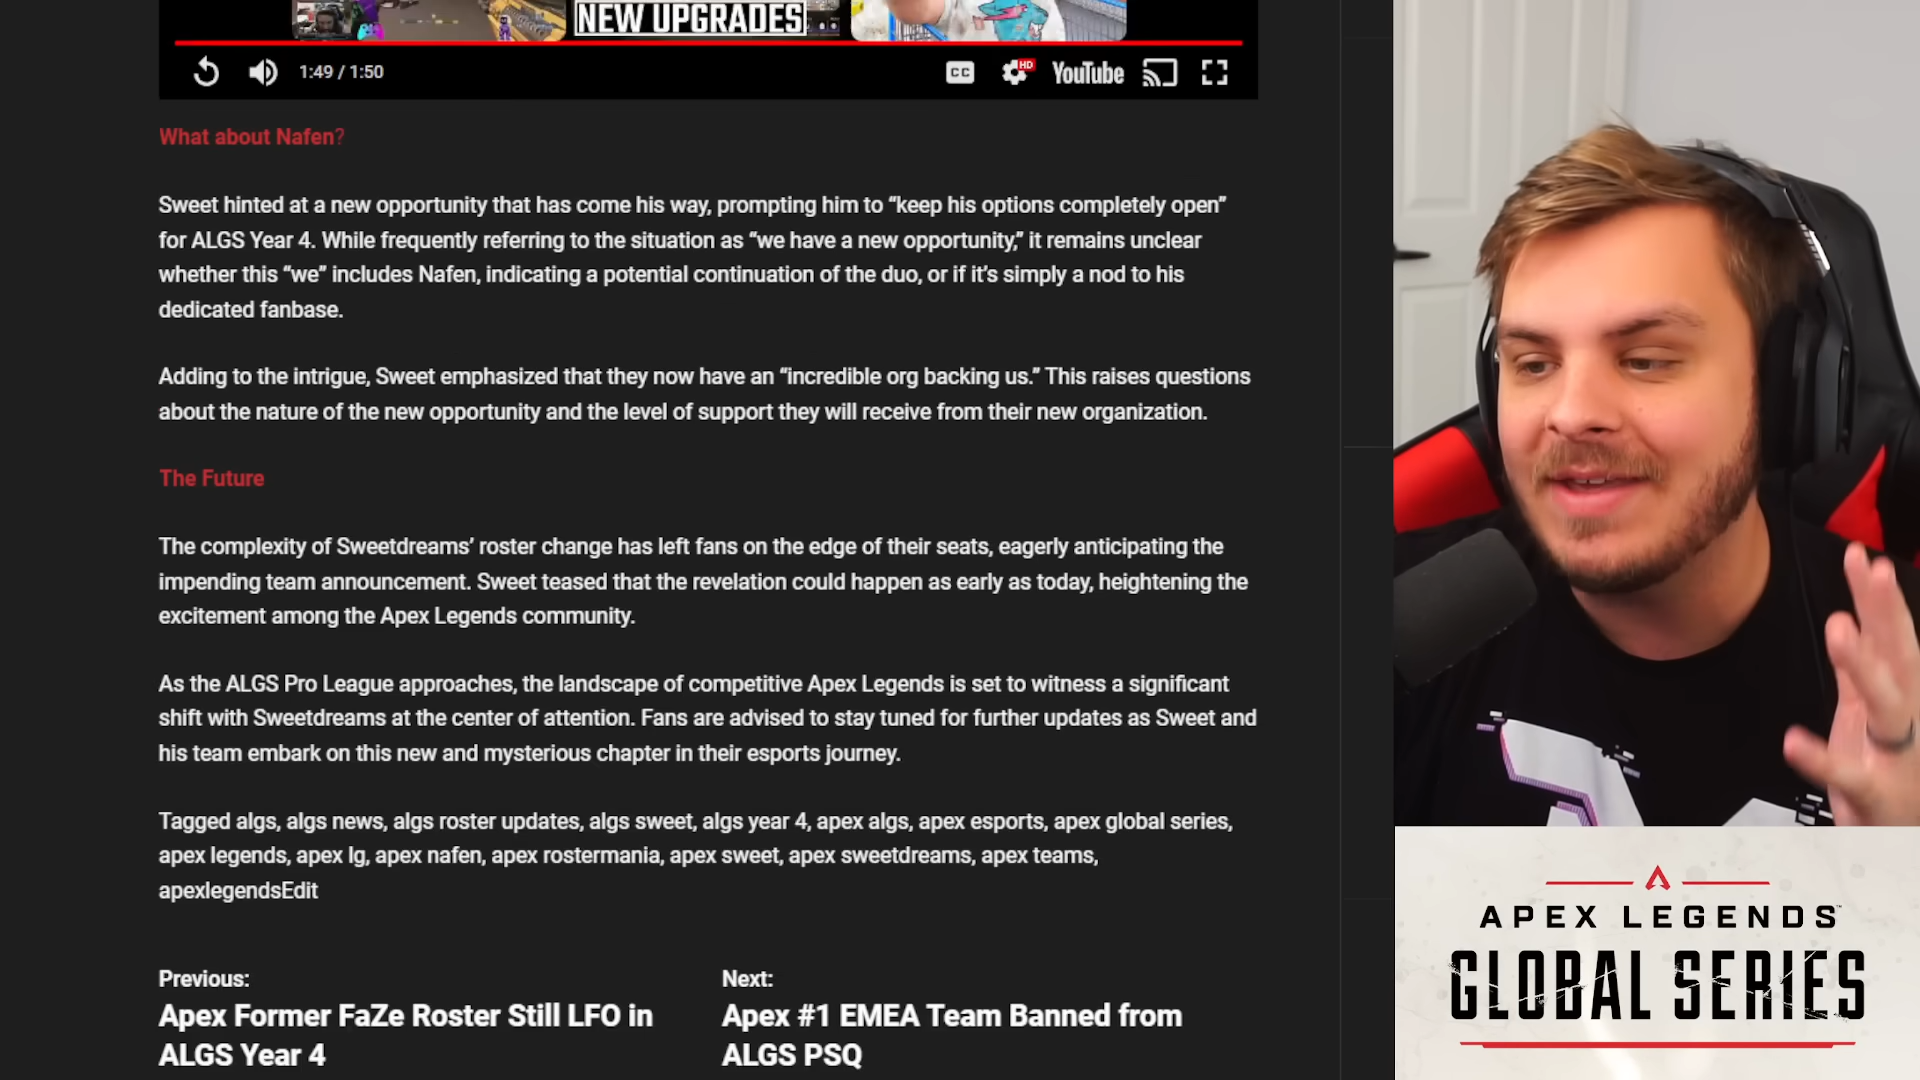 NEW UPGRADES
1:49 / 1:50
CC
HD
YouTube
What about Nafen?
Sweet hinted at a new opportunity that has come his way, prompting him to “keep his options completely open”
for ALGS Year 4. While frequently referring to the situation as “we have a new opportunity,” it remains unclear
whether this “we” includes Nafen, indicating a potential continuation of the duo, or if it’s simply a nod to his
dedicated fanbase.
Adding to the intrigue, Sweet emphasized that they now have an “incredible org backing us.” This raises questions
about the nature of the new opportunity and the level of support they will receive from their new organization.
The Future
The complexity of Sweetdreams’ roster change has left fans on the edge of their seats, eagerly anticipating the
impending team announcement. Sweet teased that the revelation could happen as early as today, heightening the
excitement among the Apex Legends community.
As the ALGS Pro League approaches, the landscape of competitive Apex Legends is set to witness a significant
shift with Sweetdreams at the center of attention. Fans are advised to stay tuned for further updates as Sweet and
his team embark on this new and mysterious chapter in their esports journey.
Tagged algs, algs news, algs roster updates, algs sweet, algs year 4, apex algs, apex esports, apex global series,
apex legends, apex lg, apex nafen, apex rostermania, apex sweet, apex sweetdreams, apex teams,
apexlegendsEdit
Previous:
Apex Former FaZe Roster Still LFO in
ALGS Year 4
Next:
Apex #1 EMEA Team Banned from
ALGS PSQ
APEX LEGENDS™
GLOBAL SERIES